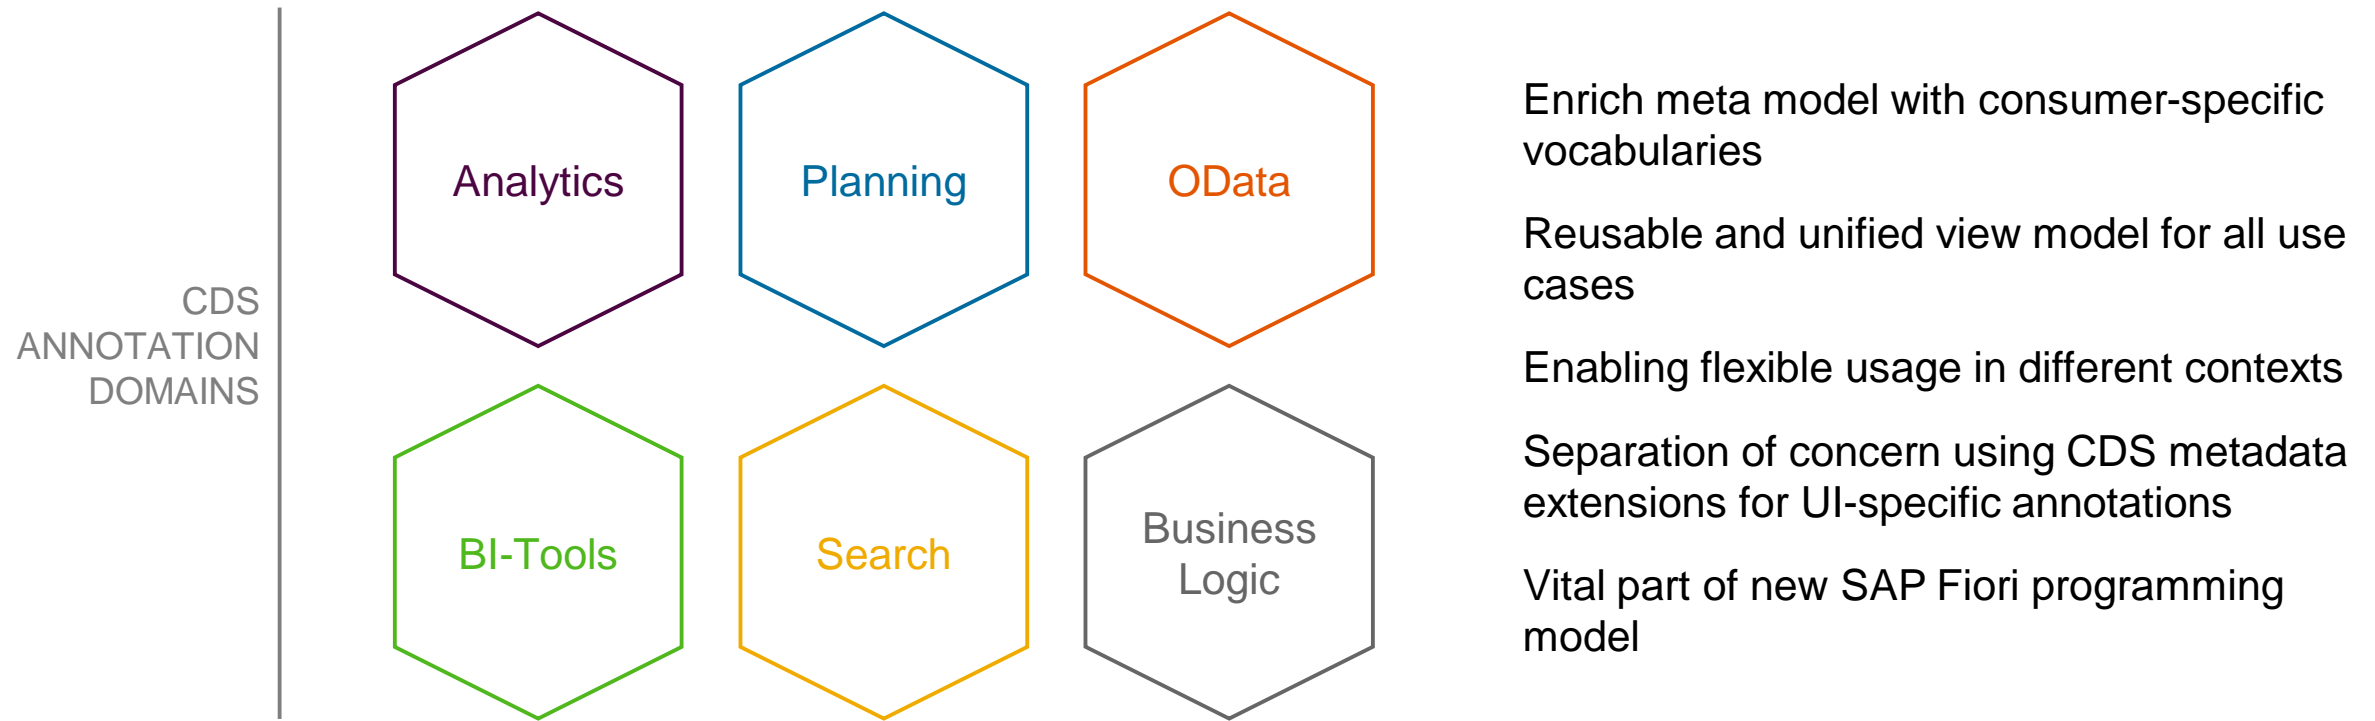 CDS
ANNOTATION
DOMAINS
Analytics
Planning
OData
BI-Tools
Search
Business
Logic
Enrich meta model with consumer-specific
vocabularies
Reusable and unified view model for all use
cases
Enabling flexible usage in different contexts
Separation of concern using CDS metadata
extensions for UI-specific annotations
Vital part of new SAP Fiori programming
model